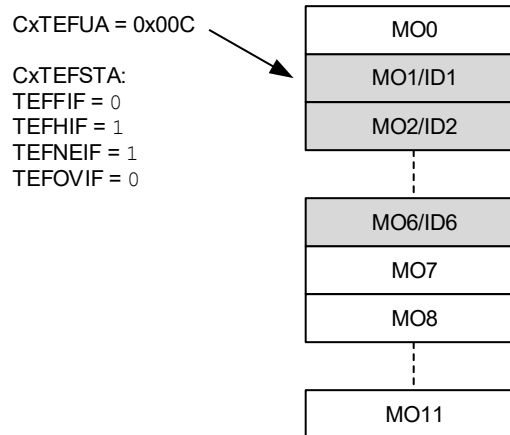 CxTEFUA = 0x00C
CxTEFSTA:
TEFFIF = 0
TEFHIF = 1
TEFNEIF = 1
TEFOVIF = 0
MO0
MO1/ID1
MO2/ID2
MO6/ID6
MO7
MO8
MO11